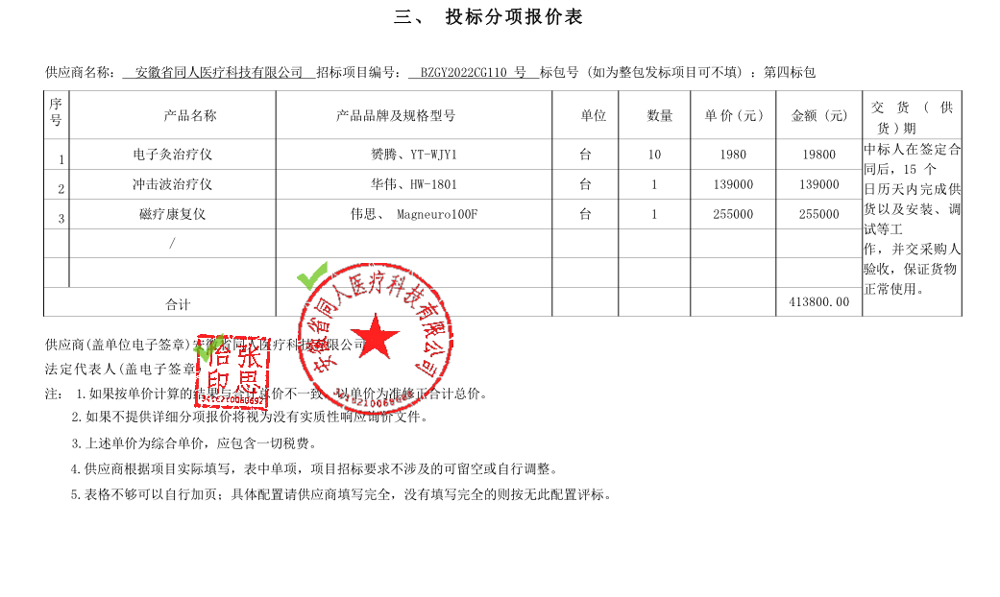 三、 投标分项报价表
供应商名称: 安徽省同人医疗科技有限公司 招标项目编号: BZGY2022CG110 号 标包号 (如为整包发标项目可不填) : 第四标包
序号 产品名称 产品品牌及规格型号 单位 数量 单价(元) 金额 (元) 交 货 ( 供货)期
1 电子灸治疗仪 赟腾、YT-WJY1 台 10 1980 19800
2 冲击波治疗仪 华伟、HW-1801 台 1 139000 139000
3 磁疗康复仪 伟思、 Magneuro100F 台 1 255000 255000
/
合计 413800.00
中标人在签定合
同后, 15 个
日历天内完成供
货以及安装、调
试等工
作, 并交采购人
验收, 保证货物
正常使用。
供应商(盖单位电子签章)安徽省同人医疗科技有限公司
法定代表人(盖电子签章
注: 1.如果按单价计算的结果与合计总价不一致 以单价为准修正合计总价。
2.如果不提供详细分项报价将视为没有实质性响应询价文件。
3.上述单价为综合单价, 应包含一切税费。
4.供应商根据项目实际填写, 表中单项, 项目招标要求不涉及的可留空或自行调整。
5.表格不够可以自行加页; 具体配置请供应商填写完全, 没有填写完全的则按无此配置评标。
安徽省同人医疗科技有限公司
张思
印